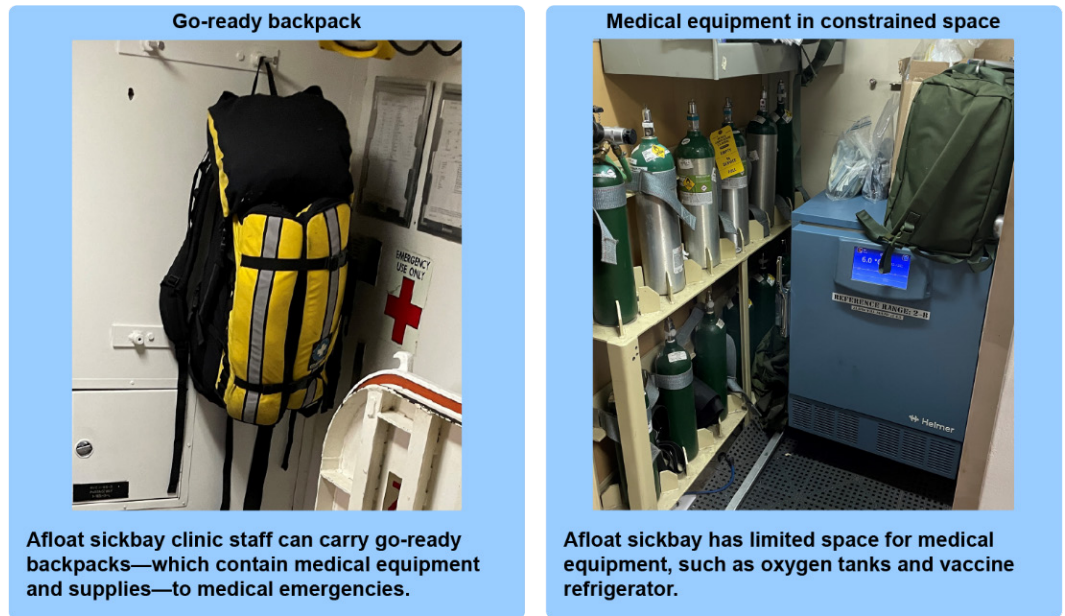 Go-ready backpack
EMERGENCY
USE ONLY
Afloat sickbay clinic staff can carry go-ready
backpacks—which contain medical equipment
and supplies—to medical emergencies.
Medical equipment in constrained space
6.0
REFERENCE RANGE: 2-8
Helmer
Afloat sickbay has limited space for medical
equipment, such as oxygen tanks and vaccine
refrigerator.